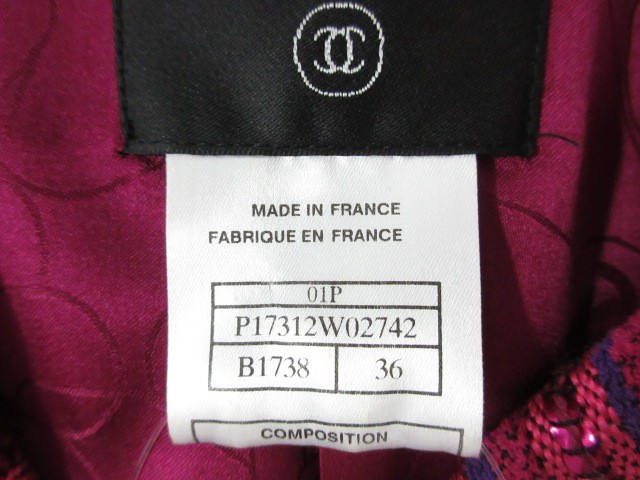 MADE IN FRANCE
FABRIQUE EN FRANCE
01P
P17312W02742
B1738 36
COMPOSITION